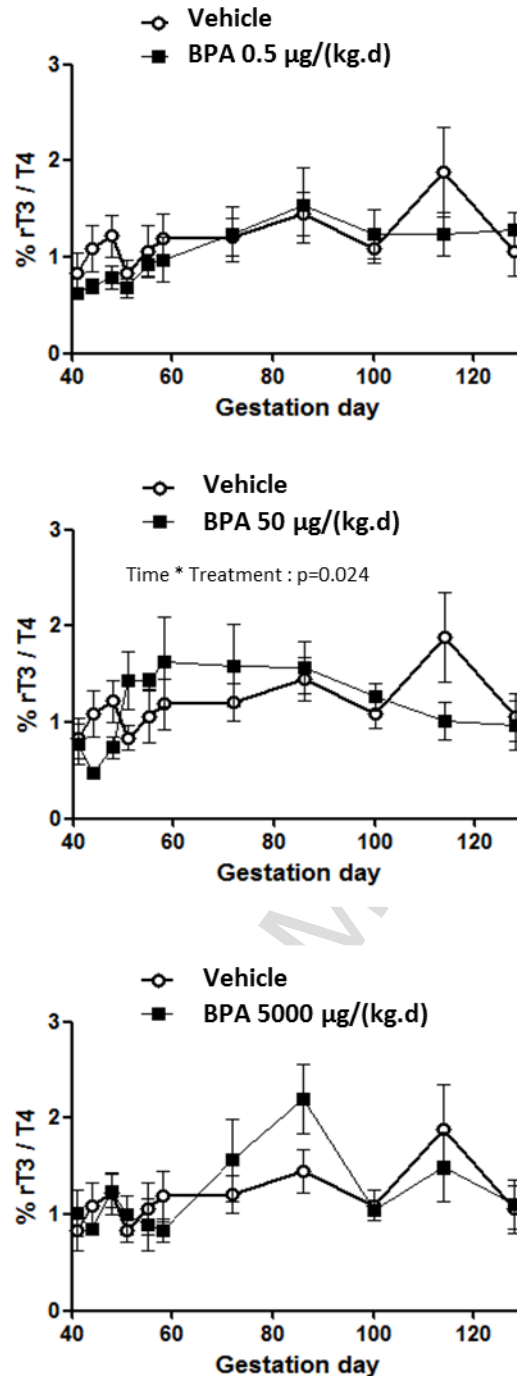 Vehicle
BPA 0.5 µg/(kg.d)
3
2
1
0
% rT3 / T4
40 60 80 100 120
Gestation day
Vehicle
BPA 50 µg/(kg.d)
Time * Treatment : p=0.024
3
2
1
0
% rT3 / T4
40 60 80 100 120
Gestation day
Vehicle
BPA 5000 µg/(kg.d)
3
2
1
0
% rT3 / T4
40 60 80 100 120
Gestation day